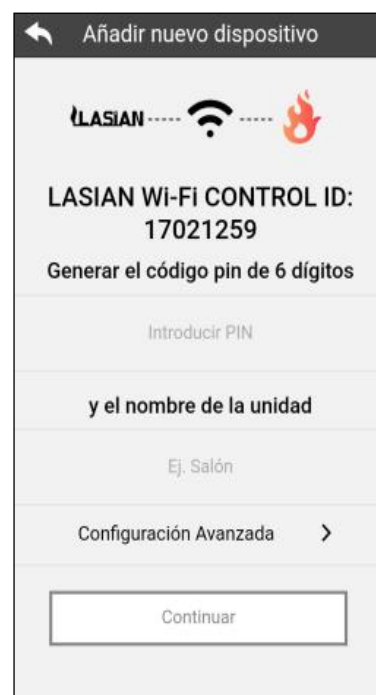 Añadir nuevo dispositivo
LASIAN
LASIAN Wi-Fi CONTROL ID:
17021259
Generar el código pin de 6 dígitos
Introducir PIN
y el nombre de la unidad
Ej. Salón
Configuración Avanzada
Continuar